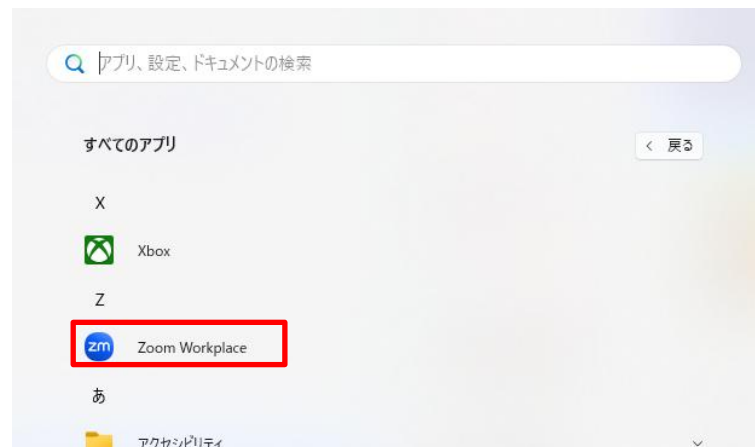 アプリ、設定、ドキュメントの検索
すべてのアプリ
< 戻る
X
Xbox
Z
zm Zoom Workplace
あ
アクセシビリティ